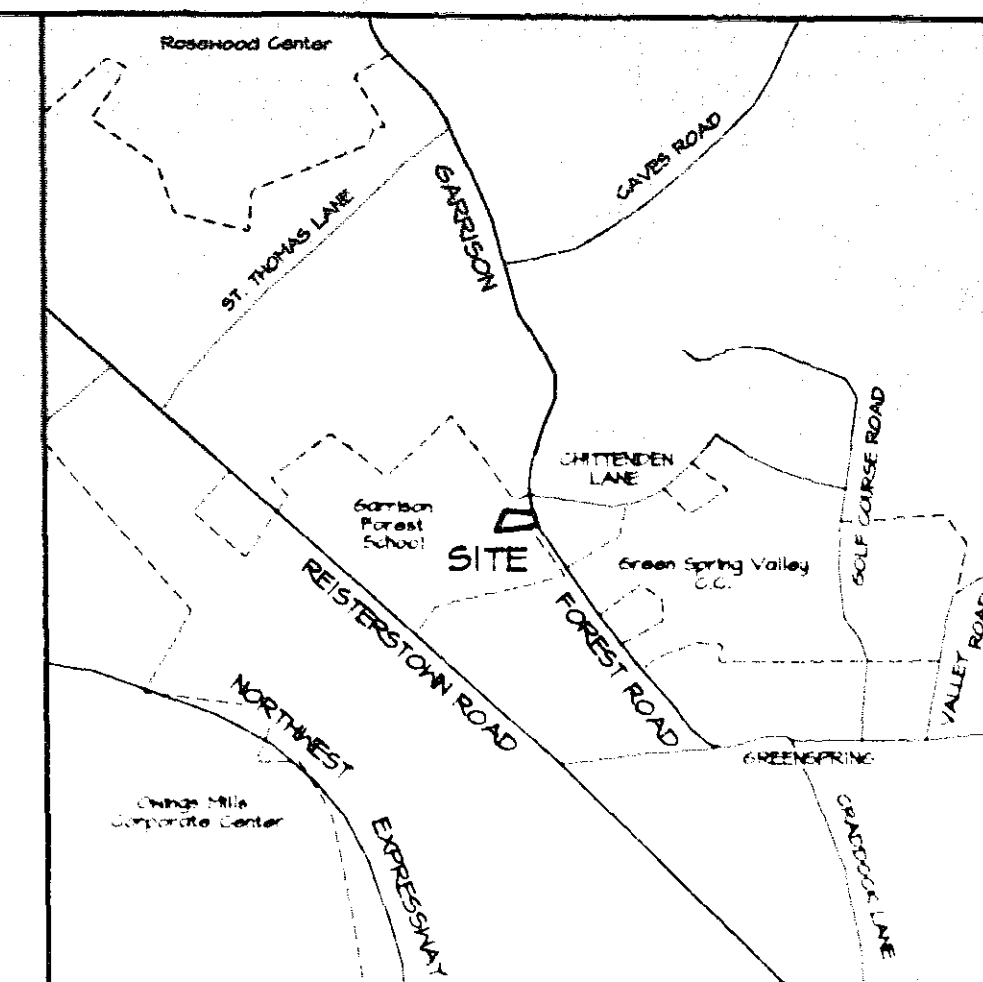 Rosewood Center
CAVES ROAD
GARRISON
ST. THOMAS LANE
CHITTENDEN
LANE
GOLF COURSE ROAD
Garrison
Forest
School
SITE
Green Spring Valley
C.C.
REISTERSTOWN ROAD
FOREST ROAD
VALLEY ROAD
NORTHWEST
GREENSPRING
Owings Mills
Corporate Center
EXPRESSWAY
CRADDOCK LANE